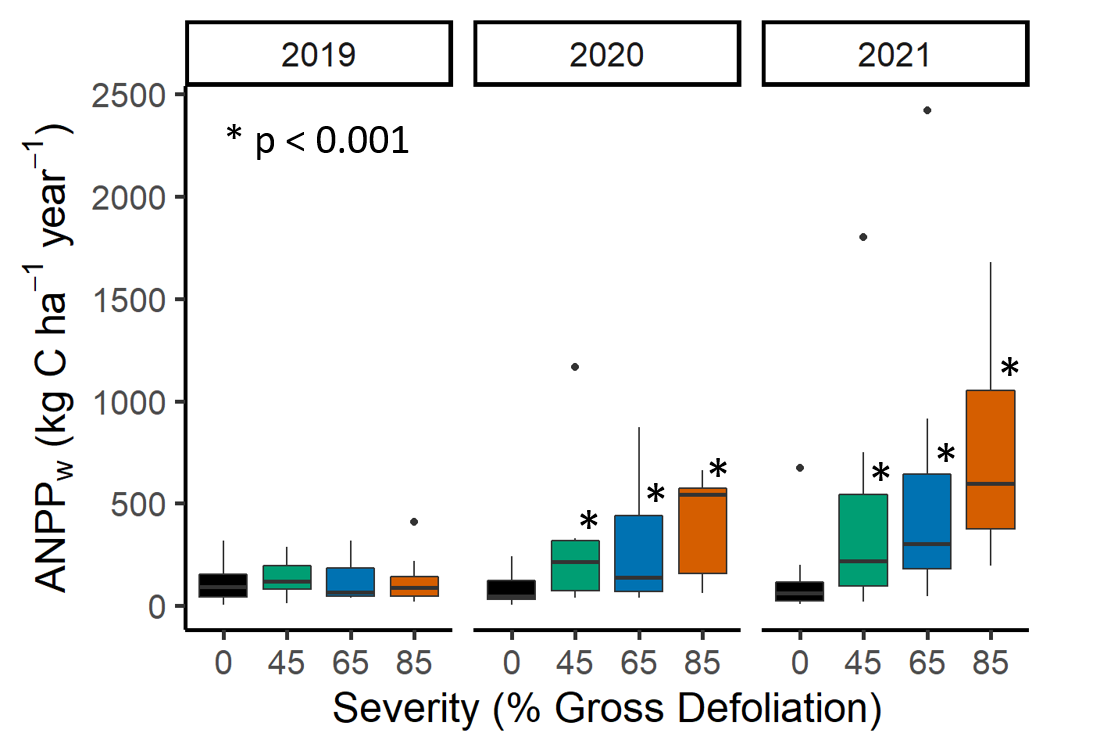 2019 2020 2021
2500
* p < 0.001
2000
1500
1000
500
0
ANPPw (kg C ha⁻¹ year⁻¹)
* * *
* * *
0 45 65 85 0 45 65 85 0 45 65 85
Severity (% Gross Defoliation)